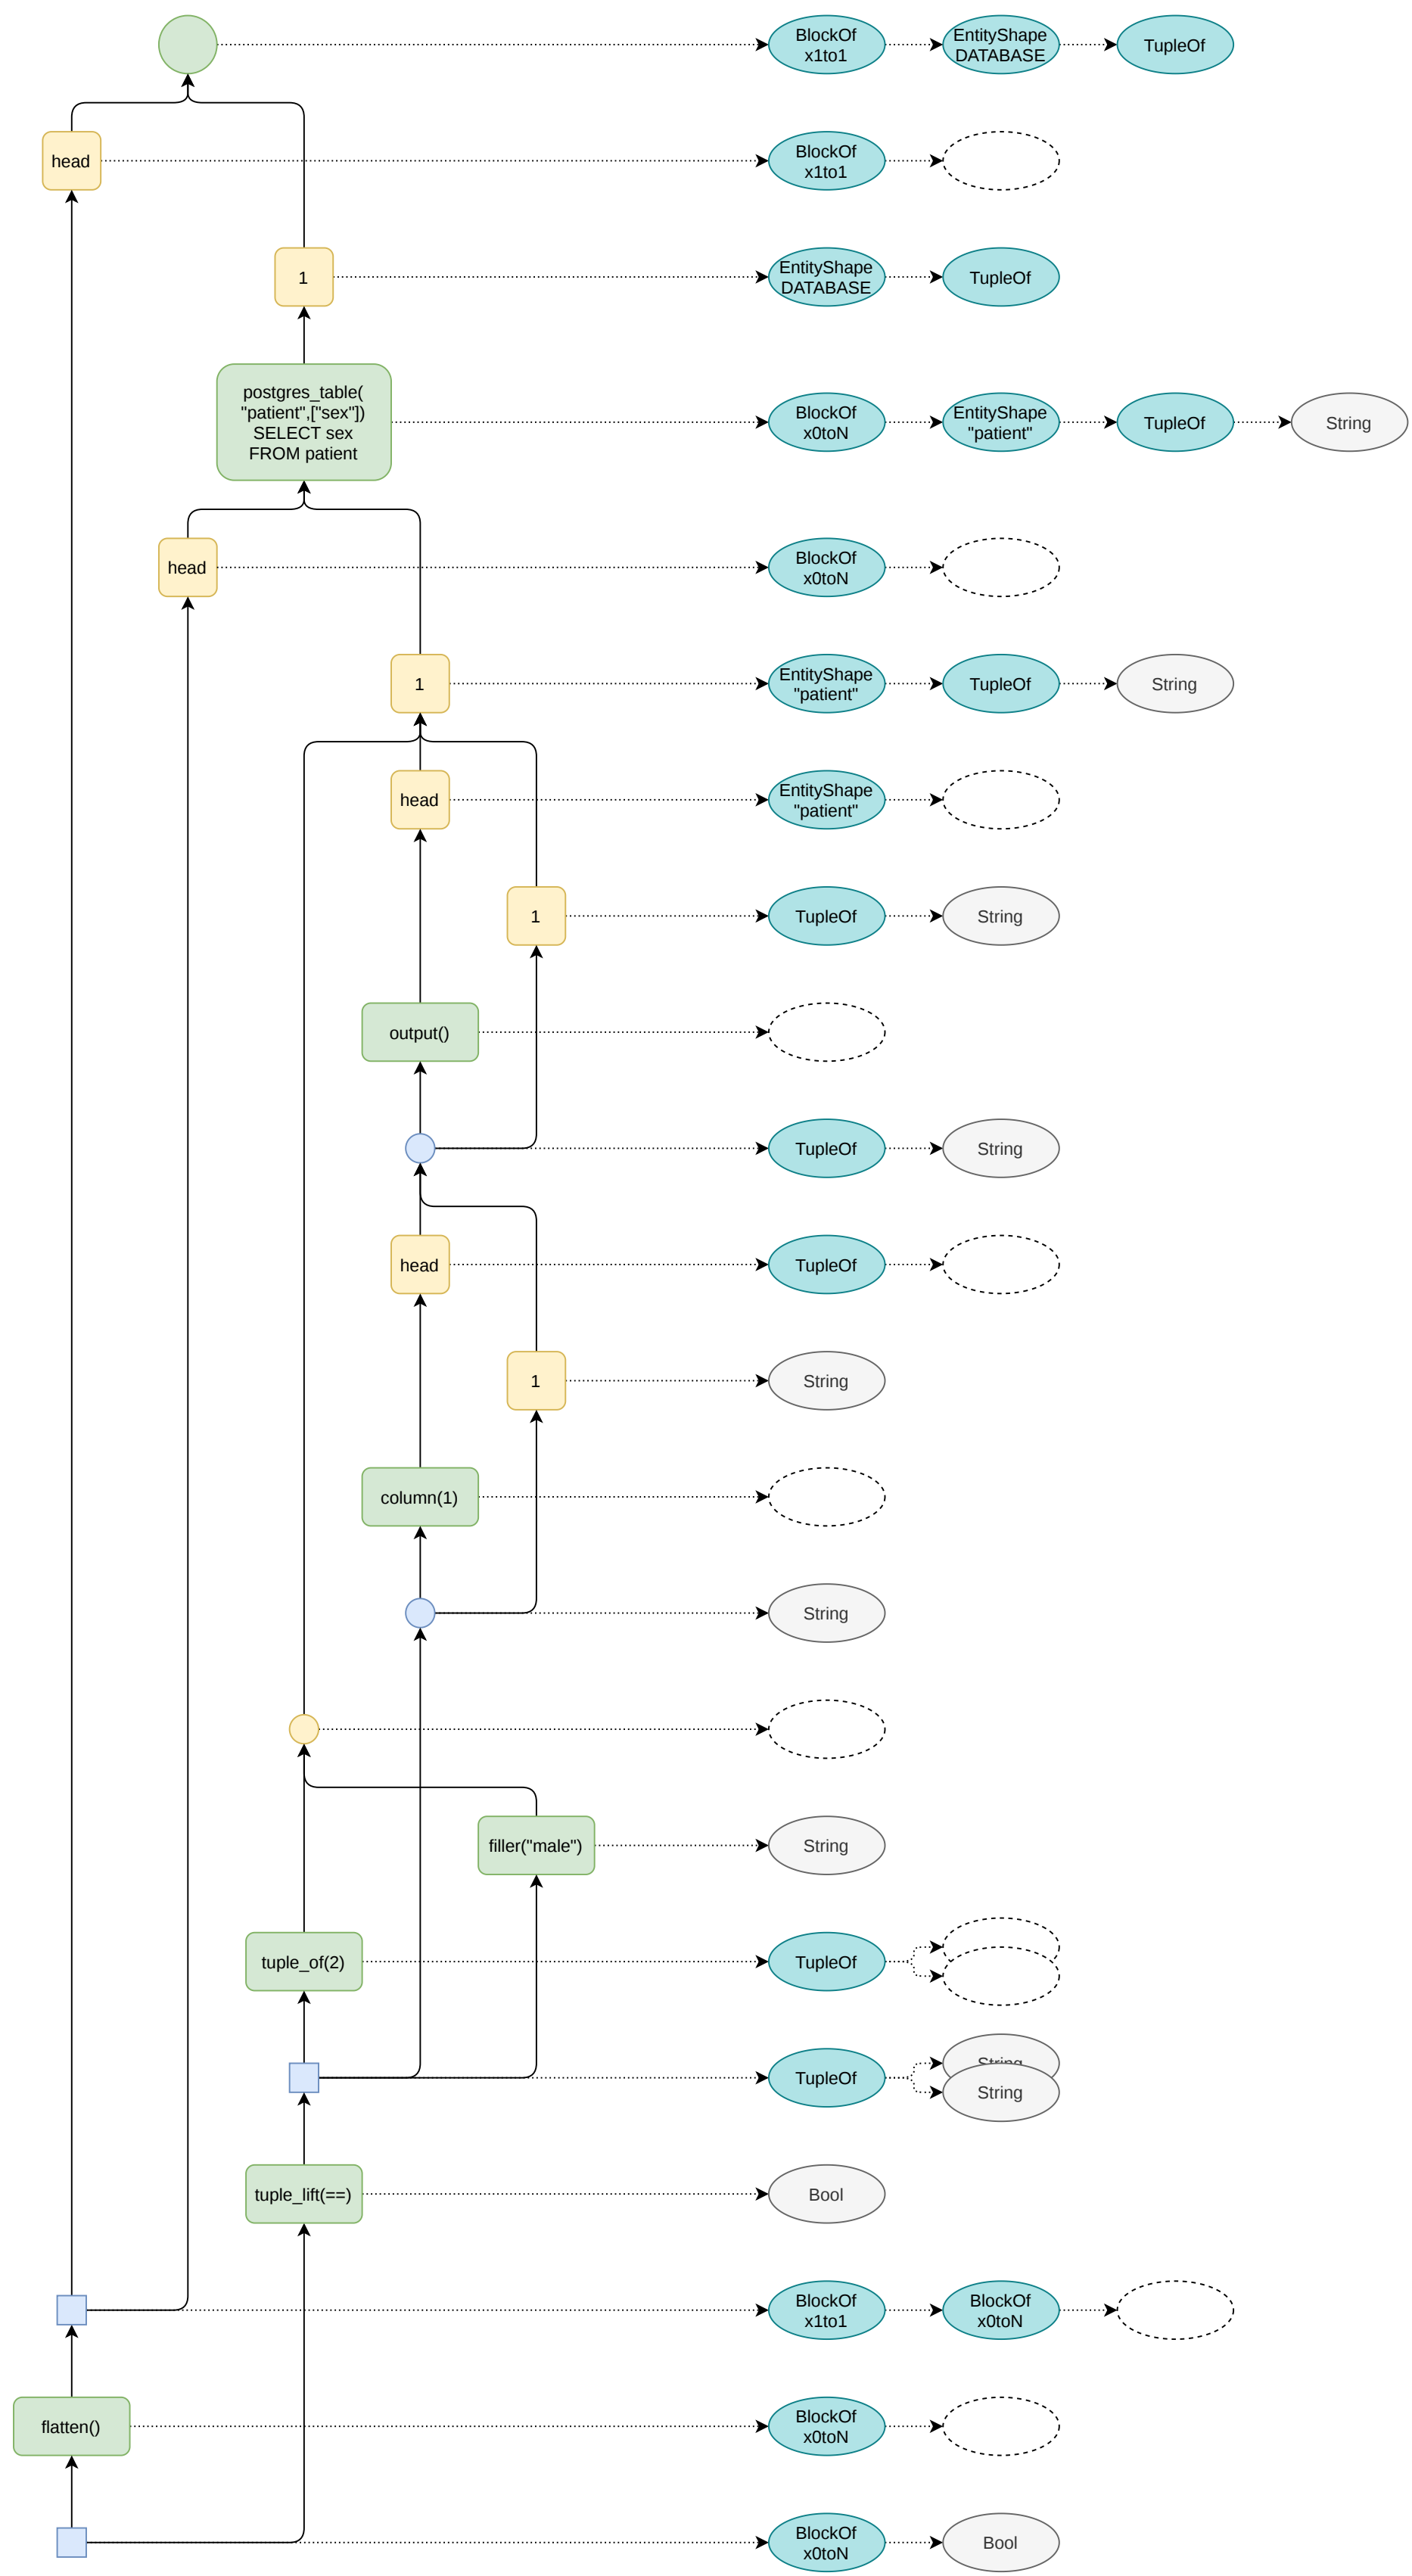 BlockOf
x1to1
EntityShape
DATABASE
TupleOf
head
BlockOf
x1to1
1
EntityShape
DATABASE
TupleOf
postgres_table(
"patient",["sex"])
SELECT sex
FROM patient
BlockOf
x0toN
EntityShape
"patient"
TupleOf
String
head
BlockOf
x0toN
1
EntityShape
"patient"
TupleOf
String
head
EntityShape
"patient"
1
TupleOf
String
output()
TupleOf
String
head
TupleOf
1
String
column(1)
String
filler("male")
String
tuple_of(2)
TupleOf
TupleOf
String
String
tuple_lift(==)
Bool
BlockOf
x1to1
BlockOf
x0toN
flatten()
BlockOf
x0toN
BlockOf
x0toN
Bool